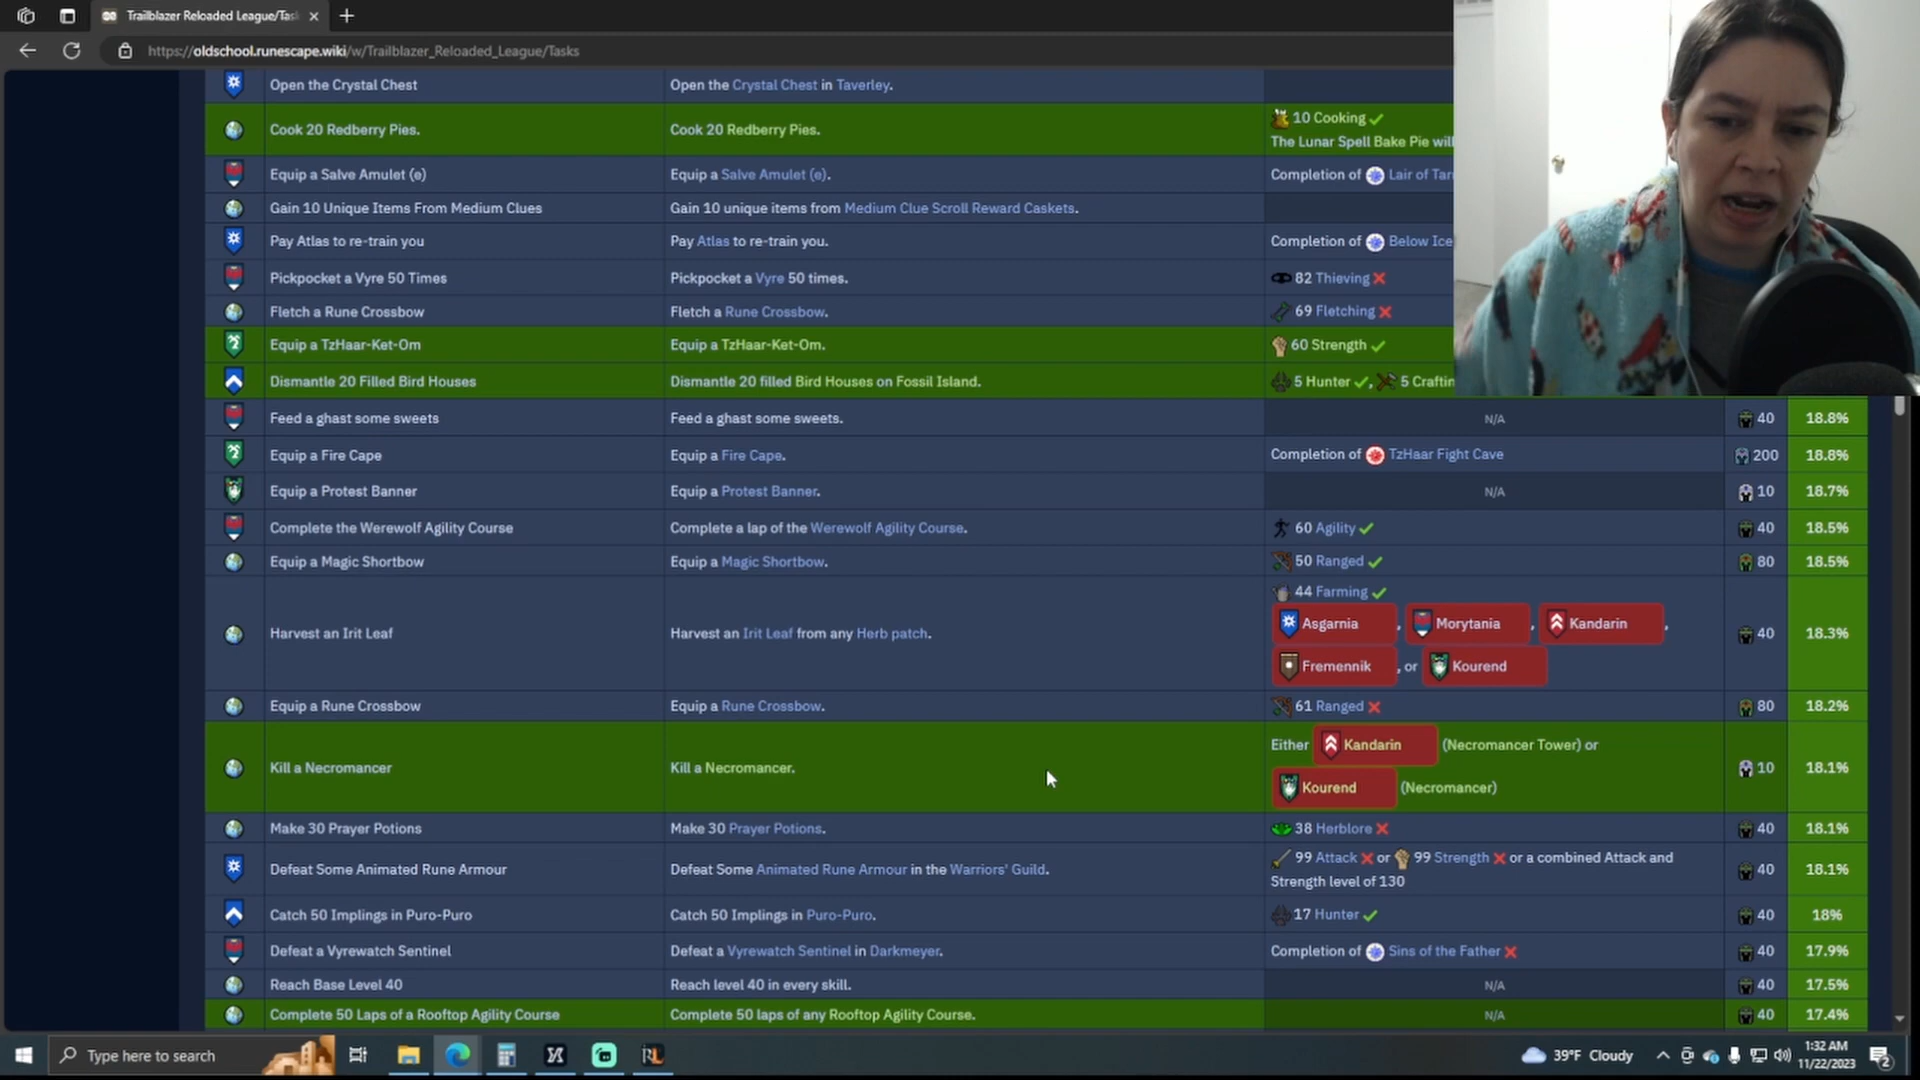 Trailblazer Reloaded League/Tas
https://oldschool.runescape.wiki/w/Trailblazer_Reloaded_League/Tasks
Open the Crystal Chest Open the Crystal Chest in Taverley.
Cook 20 Redberry Pies. Cook 20 Redberry Pies. 10 Cooking
The Lunar Spell Bake Pie will
Equip a Salve Amulet (e) Equip a Salve Amulet (e). Completion of Lair of Tar
Gain 10 Unique Items From Medium Clues Gain 10 unique items from Medium Clue Scroll Reward Caskets.
Pay Atlas to re-train you Pay Atlas to re-train you. Completion of Below Ice
Pickpocket a Vyre 50 Times Pickpocket a Vyre 50 times. 82 Thieving
Fletch a Rune Crossbow Fletch a Rune Crossbow. 69 Fletching
Equip a TzHaar-Ket-Om Equip a TzHaar-Ket-Om. 60 Strength
Dismantle 20 Filled Bird Houses Dismantle 20 filled Bird Houses on Fossil Island. 5 Hunter , 5 Craftin
Feed a ghast some sweets Feed a ghast some sweets. N/A 40 18.8%
Equip a Fire Cape Equip a Fire Cape. Completion of TzHaar Fight Cave 200 18.8%
Equip a Protest Banner Equip a Protest Banner. N/A 10 18.7%
Complete the Werewolf Agility Course Complete a lap of the Werewolf Agility Course. 60 Agility 40 18.5%
Equip a Magic Shortbow Equip a Magic Shortbow. 50 Ranged 80 18.5%
44 Farming
Asgarnia , Morytania , Kandarin ,
Harvest an Irit Leaf Harvest an Irit Leaf from any Herb patch. 40 18.3%
Fremennik , or Kourend
Equip a Rune Crossbow Equip a Rune Crossbow. 61 Ranged 80 18.2%
Either Kandarin (Necromancer Tower) or
Kill a Necromancer Kill a Necromancer. 10 18.1%
Kourend (Necromancer)
Make 30 Prayer Potions Make 30 Prayer Potions. 38 Herblore 40 18.1%
Defeat Some Animated Rune Armour Defeat Some Animated Rune Armour in the Warriors' Guild. 99 Attack or 99 Strength or a combined Attack and 40 18.1%
Strength level of 130
Catch 50 Implings in Puro-Puro Catch 50 Implings in Puro-Puro. 17 Hunter 40 18%
Defeat a Vyrewatch Sentinel Defeat a Vyrewatch Sentinel in Darkmeyer. Completion of Sins of the Father 40 17.9%
Reach Base Level 40 Reach level 40 in every skill. N/A 40 17.5%
Complete 50 Laps of a Rooftop Agility Course Complete 50 laps of any Rooftop Agility Course. N/A 40 17.4%
Type here to search 39°F Cloudy 1:32 AM
11/22/2023 2